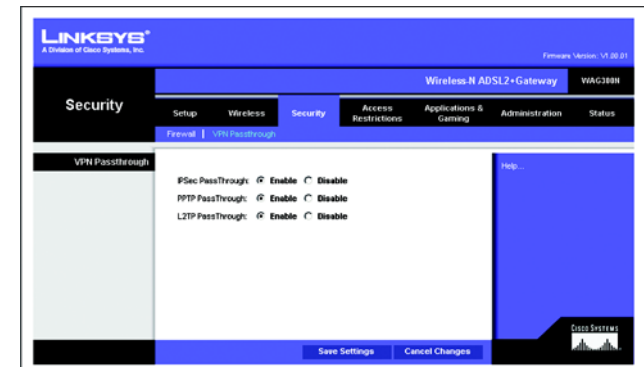 LINKSYS®
A Division of Cisco Systems, Inc.
Firmware Version: V1.00.01
Wireless-N ADSL2+Gateway WAG300N
Security
Setup Wireless Security Access Restrictions Applications & Gaming Administration Status
Firewall | VPN Passthrough
VPN Passthrough
Help...
IPSec PassThrough: Enable Disable
PPTP PassThrough: Enable Disable
L2TP PassThrough: Enable Disable
Save Settings Cancel Changes
CISCO SYSTEMS